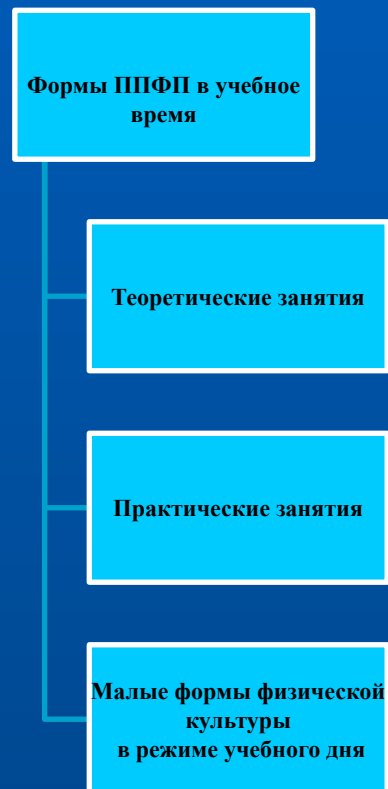 Формы ППФП в учебное
время
Теоретические занятия
Практические занятия
Малые формы физической
культуры
в режиме учебного дня